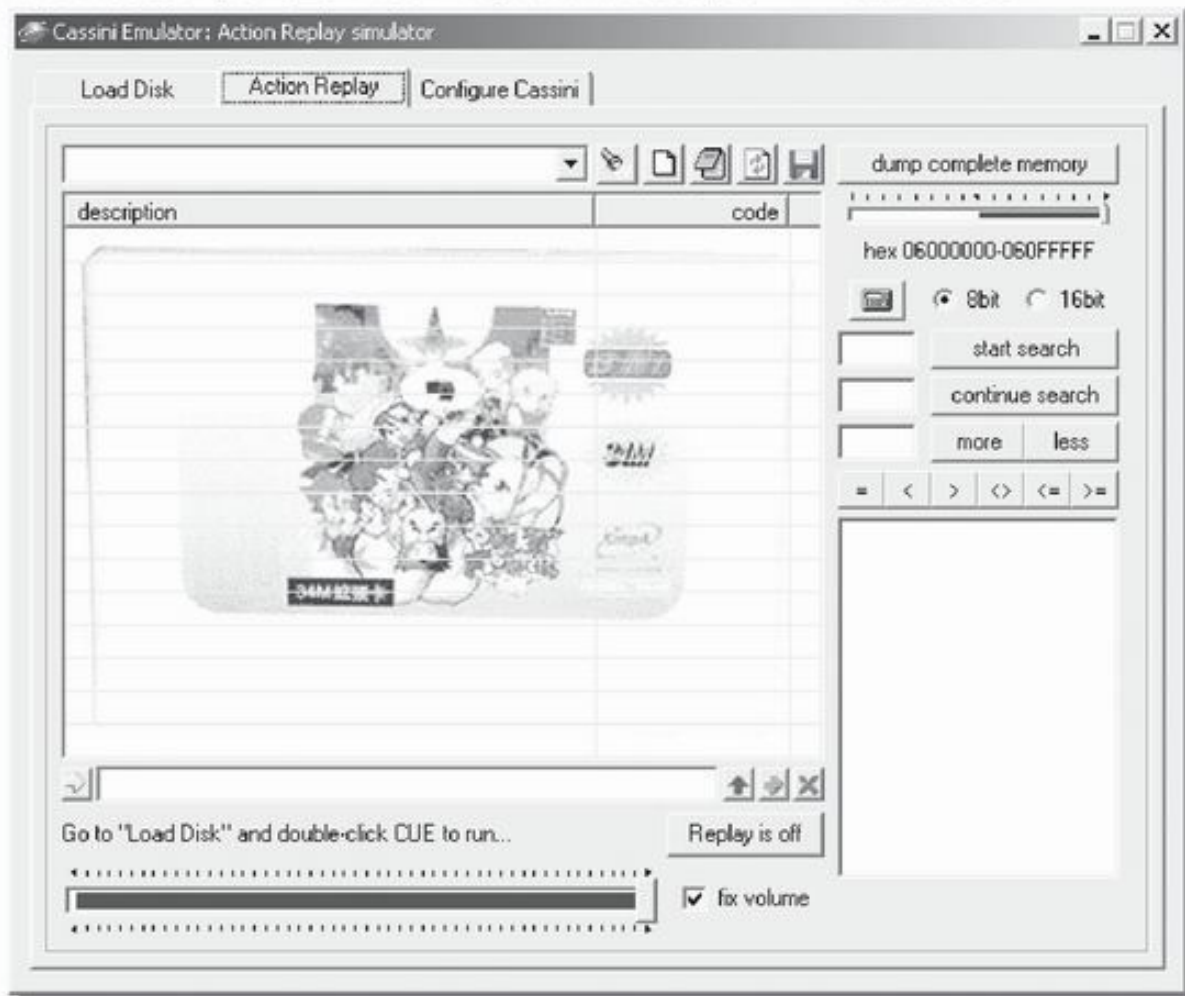 Cassini Emulator: Action Replay simulator
Load Disk
Action Replay
Configure Cassini
dump complete memory
description
code
hex 06000000-060FFFFF
8bit
16bit
start search
continue search
more
less
=
<
>
<>
<=
>=
34M
34M
Go to "Load Disk" and double-click CUE to run...
Replay is off
fix volume